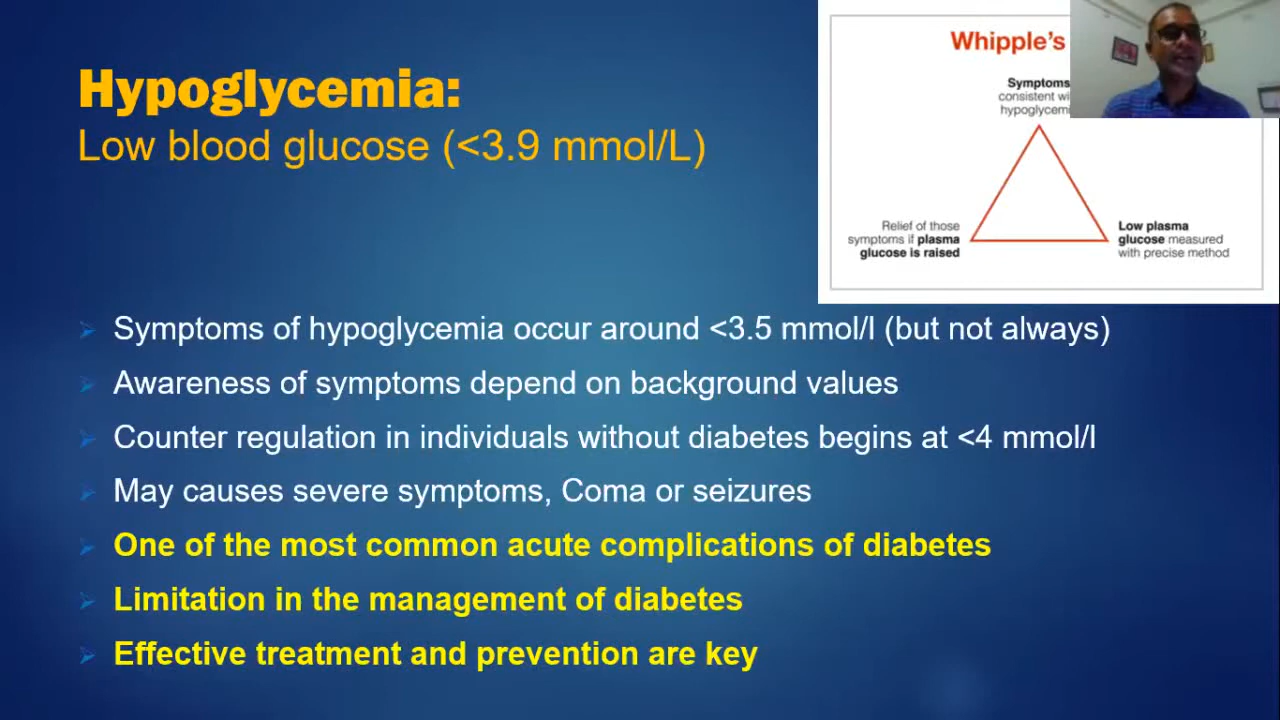 Hypoglycemia:
Low blood glucose (<3.9 mmol/L)
Whipple's
Symptoms
consistent
Relief of those
symptoms if plasma
glucose is raised
Low plasma
glucose measured
with precise method
Symptoms of hypoglycemia occur around <3.5 mmol/l (but not always)
Awareness of symptoms depend on background values
Counter regulation in individuals without diabetes begins at <4 mmol/l
May causes severe symptoms, Coma or seizures
One of the most common acute complications of diabetes
Limitation in the management of diabetes
Effective treatment and prevention are key